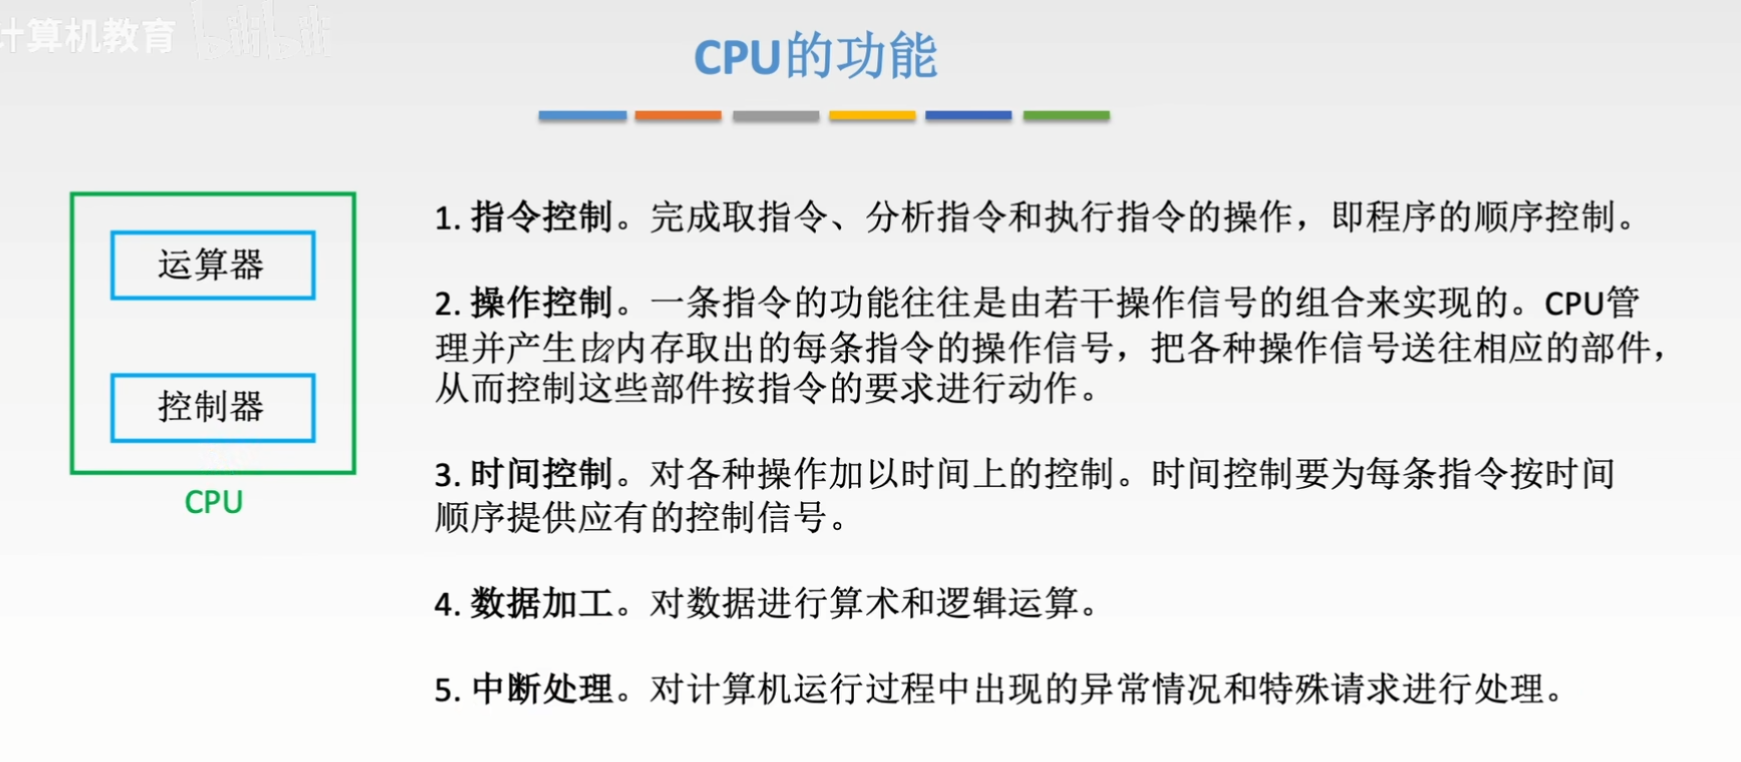 计算机教育 bilibili
CPU的功能
运算器
控制器
CPU
1. 指令控制。完成取指令、分析指令和执行指令的操作，即程序的顺序控制。
2. 操作控制。一条指令的功能往往是由若干操作信号的组合来实现的。CPU管
理并产生由内存取出的每条指令的操作信号，把各种操作信号送往相应的部件，
从而控制这些部件按指令的要求进行动作。
3. 时间控制。对各种操作加以时间上的控制。时间控制要为每条指令按时间
顺序提供应有的控制信号。
4. 数据加工。对数据进行算术和逻辑运算。
5. 中断处理。对计算机运行过程中出现的异常情况和特殊请求进行处理。